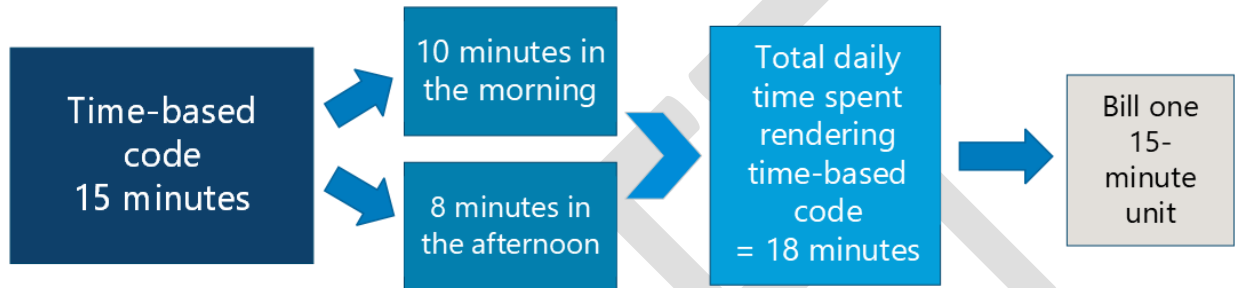 Time-based
code
15 minutes
10 minutes in
the morning
8 minutes in
the afternoon
Total daily
time spent
rendering
time-based
code
= 18 minutes
Bill one
15-
minute
unit